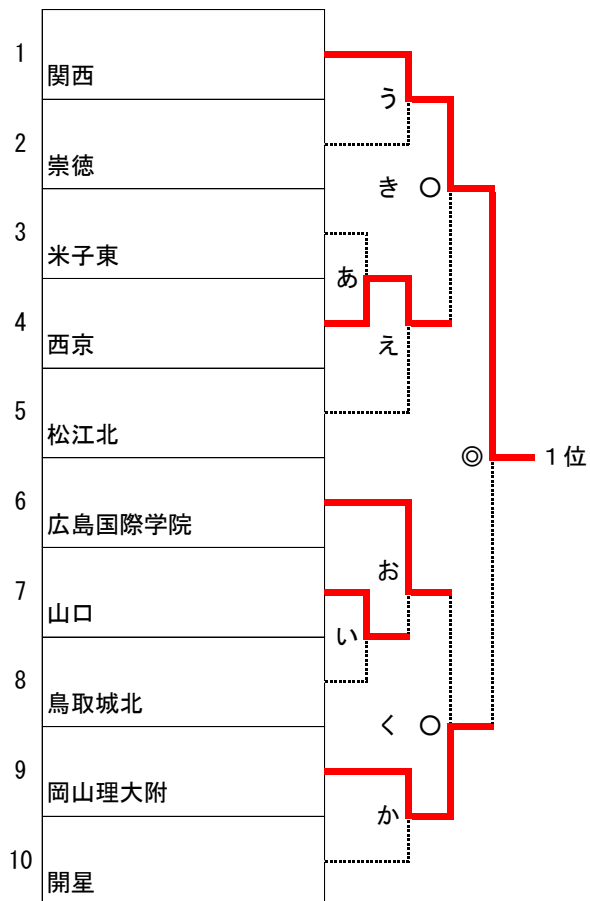 1 関西
う
2 崇徳
き ○
3 米子東
あ
4 西京
え
5 松江北
◎ 1位
6 広島国際学院
お
7 山口
い
8 鳥取城北
く ○
9 岡山理大附
か
10 開星